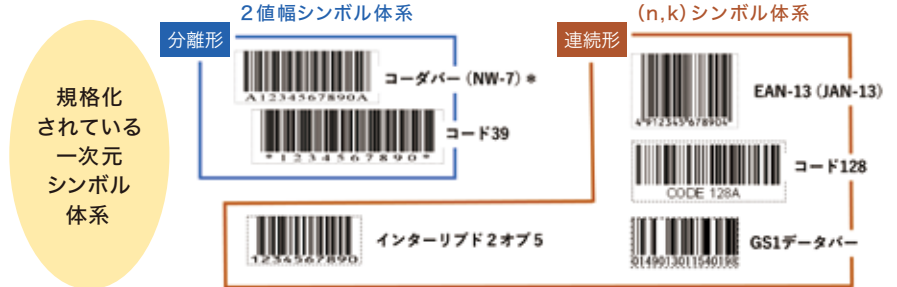 2値幅シンボル体系
(n,k)シンボル体系
分離形
連続形
規格化
されている
一次元
シンボル
体系
コーダバー(NW-7)*
A1234567890A
コード39
*1234567890*
インターリブド2オブ5
1234567890
EAN-13(JAN-13)
4912345678904
コード128
CODE 128A
GS1データバー
0149013011540198